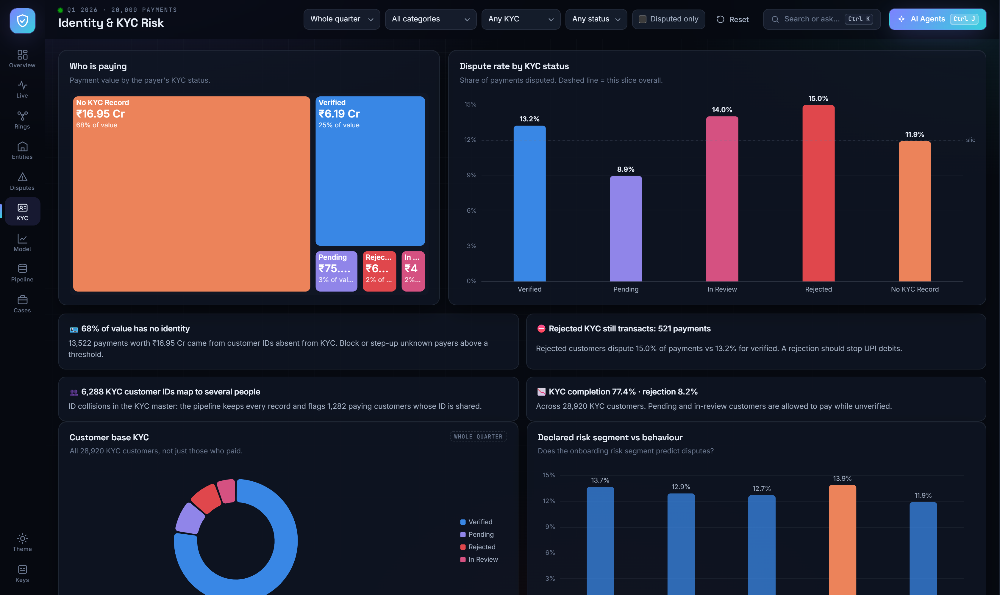 Q1 2026 · 20,000 PAYMENTS
Identity & KYC Risk
Whole quarter
All categories
Any KYC
Any status
Disputed only
Reset
Search or ask... Ctrl K
AI Agents Ctrl J
Overview
Live
Rings
Entities
Disputes
KYC
Model
Pipeline
Cases
Theme
Keys
Who is paying
Payment value by the payer's KYC status.
No KYC Record
₹16.95 Cr
68% of value
Verified
₹6.19 Cr
25% of value
Pending
₹75....
3% of val...
Rejec...
₹6...
2% of ...
In ...
₹4
2%...
Dispute rate by KYC status
Share of payments disputed. Dashed line = this slice overall.
15%
12%
9%
6%
3%
0%
13.2%
8.9%
14.0%
15.0%
11.9%
slic
Verified
Pending
In Review
Rejected
No KYC Record
68% of value has no identity
13,522 payments worth ₹16.95 Cr came from customer IDs absent from KYC. Block or step-up unknown payers above a
threshold.
Rejected KYC still transacts: 521 payments
Rejected customers dispute 15.0% of payments vs 13.2% for verified. A rejection should stop UPI debits.
6,288 KYC customer IDs map to several people
ID collisions in the KYC master: the pipeline keeps every record and flags 1,282 paying customers whose ID is shared.
KYC completion 77.4% · rejection 8.2%
Across 28,920 KYC customers. Pending and in-review customers are allowed to pay while unverified.
Customer base KYC
WHOLE QUARTER
All 28,920 KYC customers, not just those who paid.
Verified
Pending
Rejected
In Review
Declared risk segment vs behaviour
Does the onboarding risk segment predict disputes?
15%
12%
9%
6%
3%
13.7%
12.9%
12.7%
13.9%
11.9%